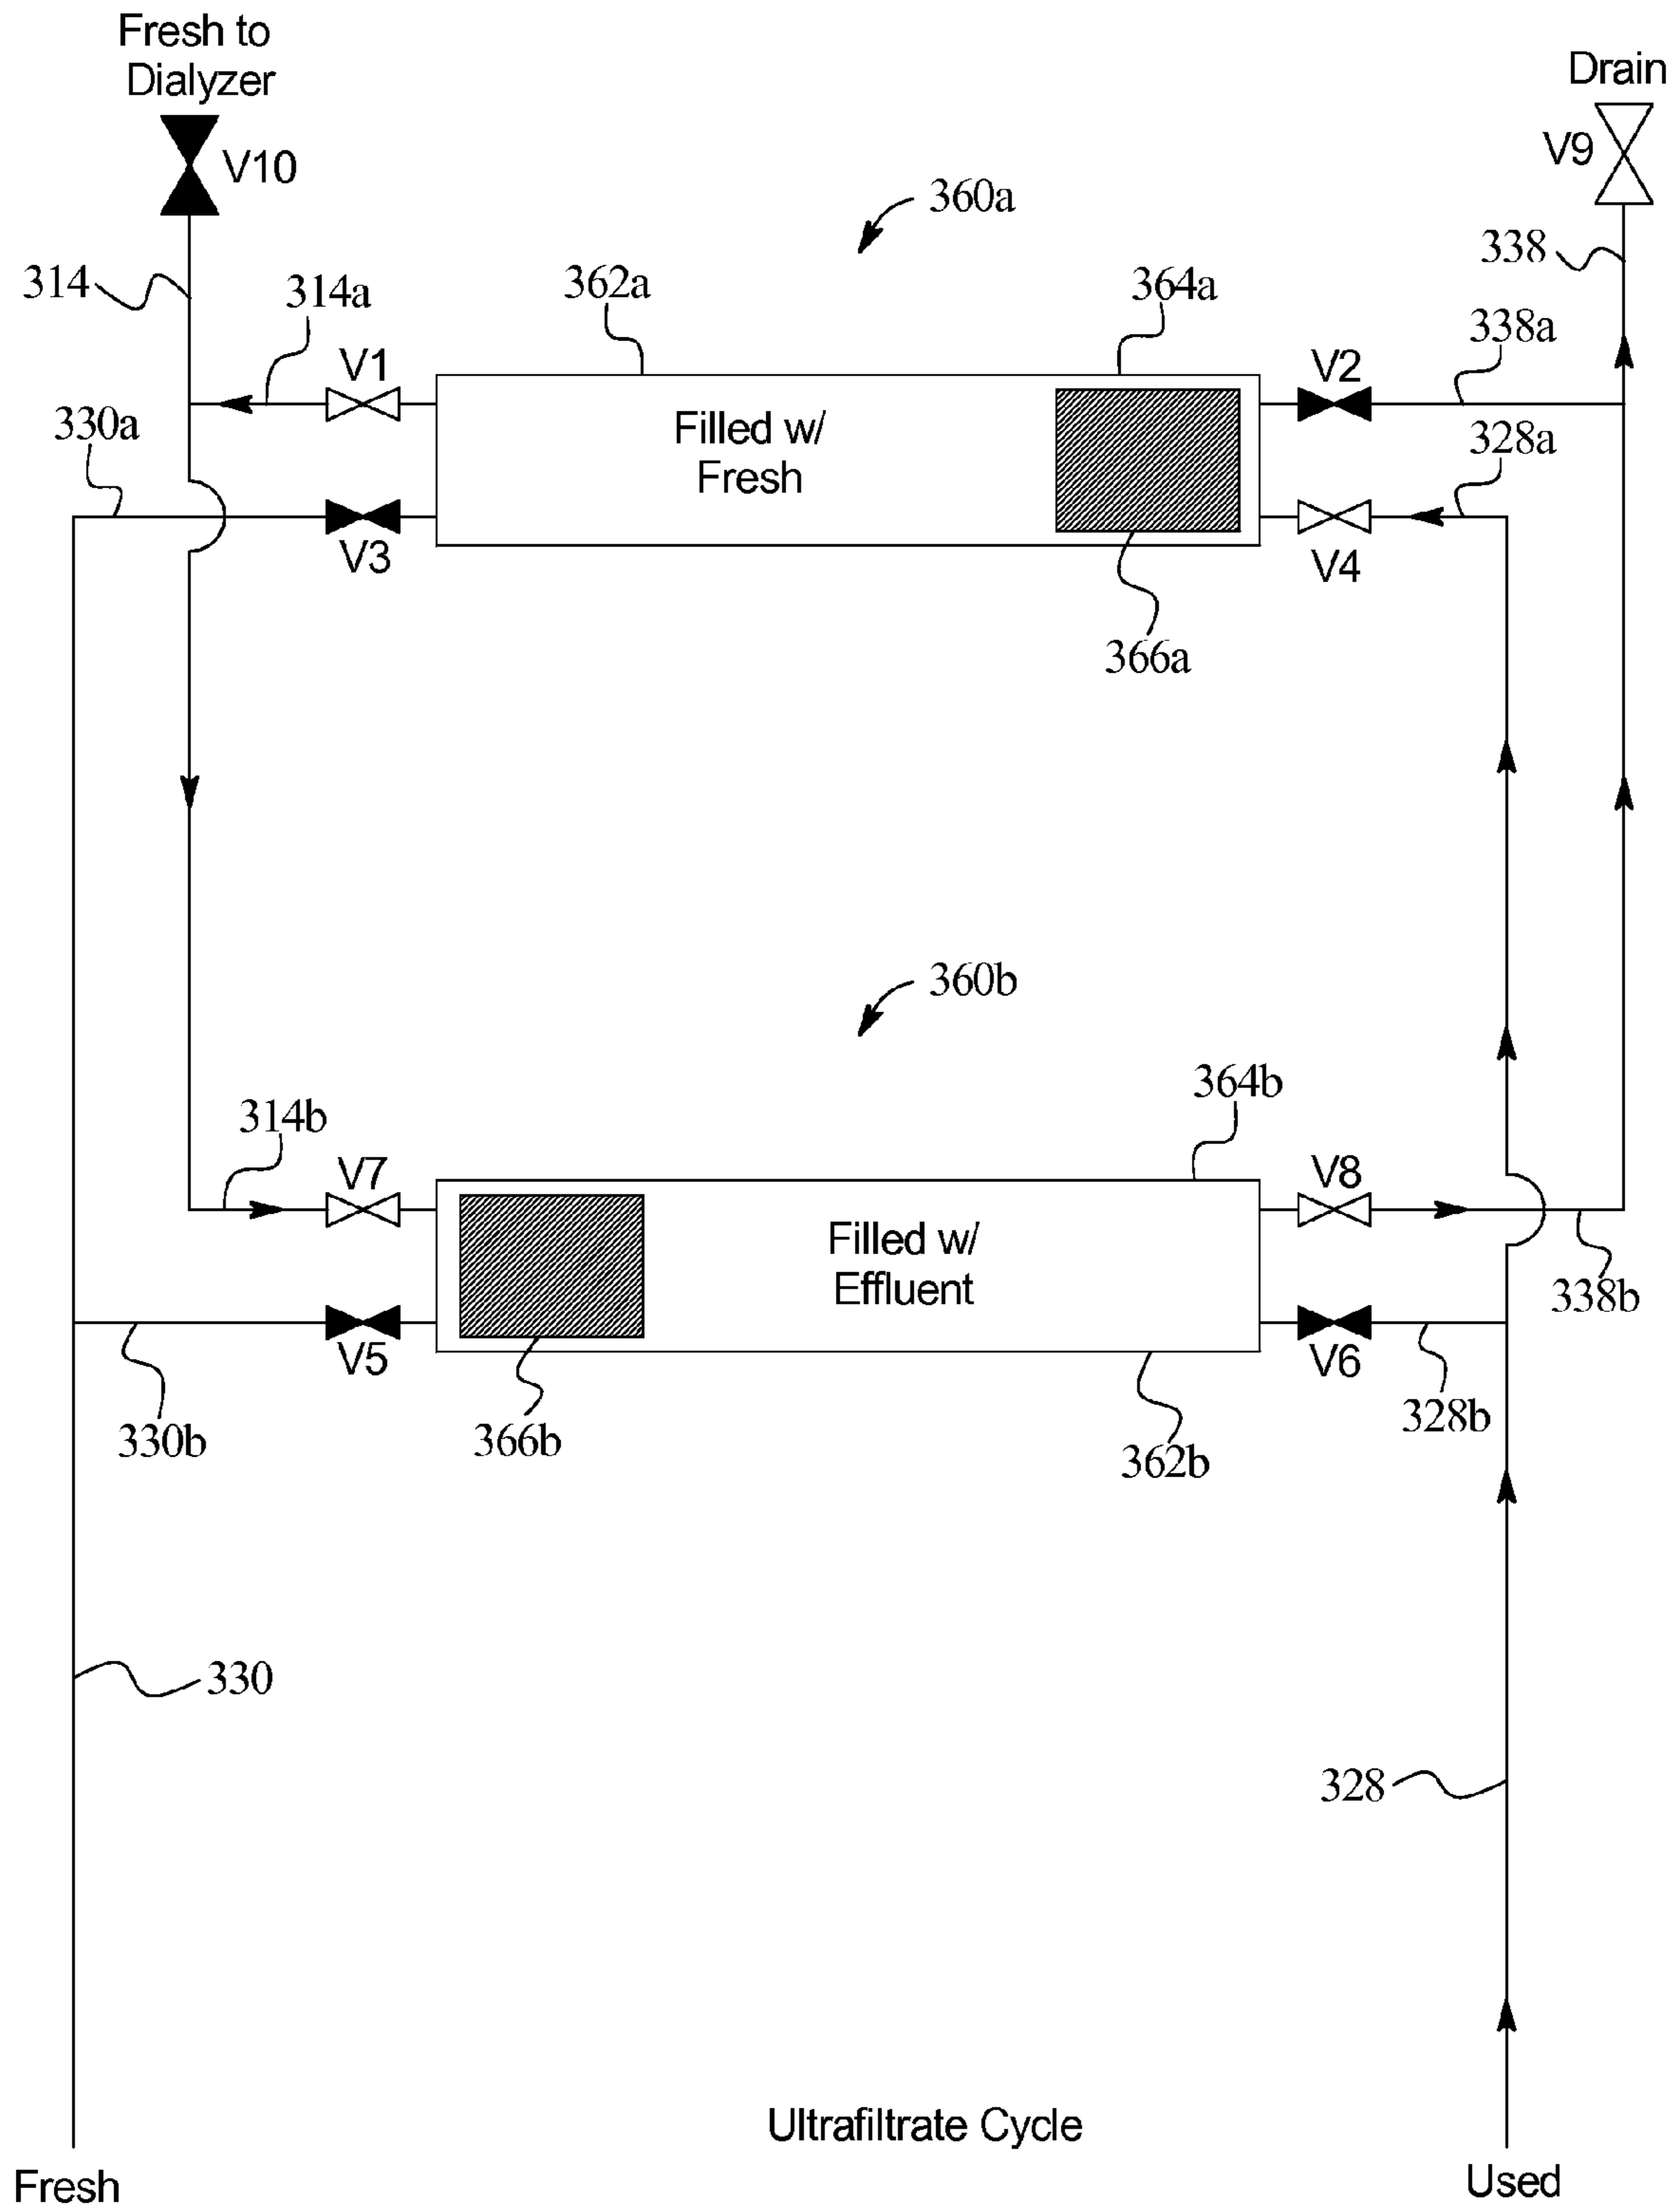 Fresh to
Dialyzer
Drain
V10
V9
360a
314
314a
362a
364a
338
338a
V1
V2
330a
Filled w/
Fresh
328a
V3
V4
366a
360b
364b
314b
V7
V8
Filled w/
Effluent
338b
V5
V6
330b
366b
362b
328b
330
328
Ultrafiltrate Cycle
Fresh
Used